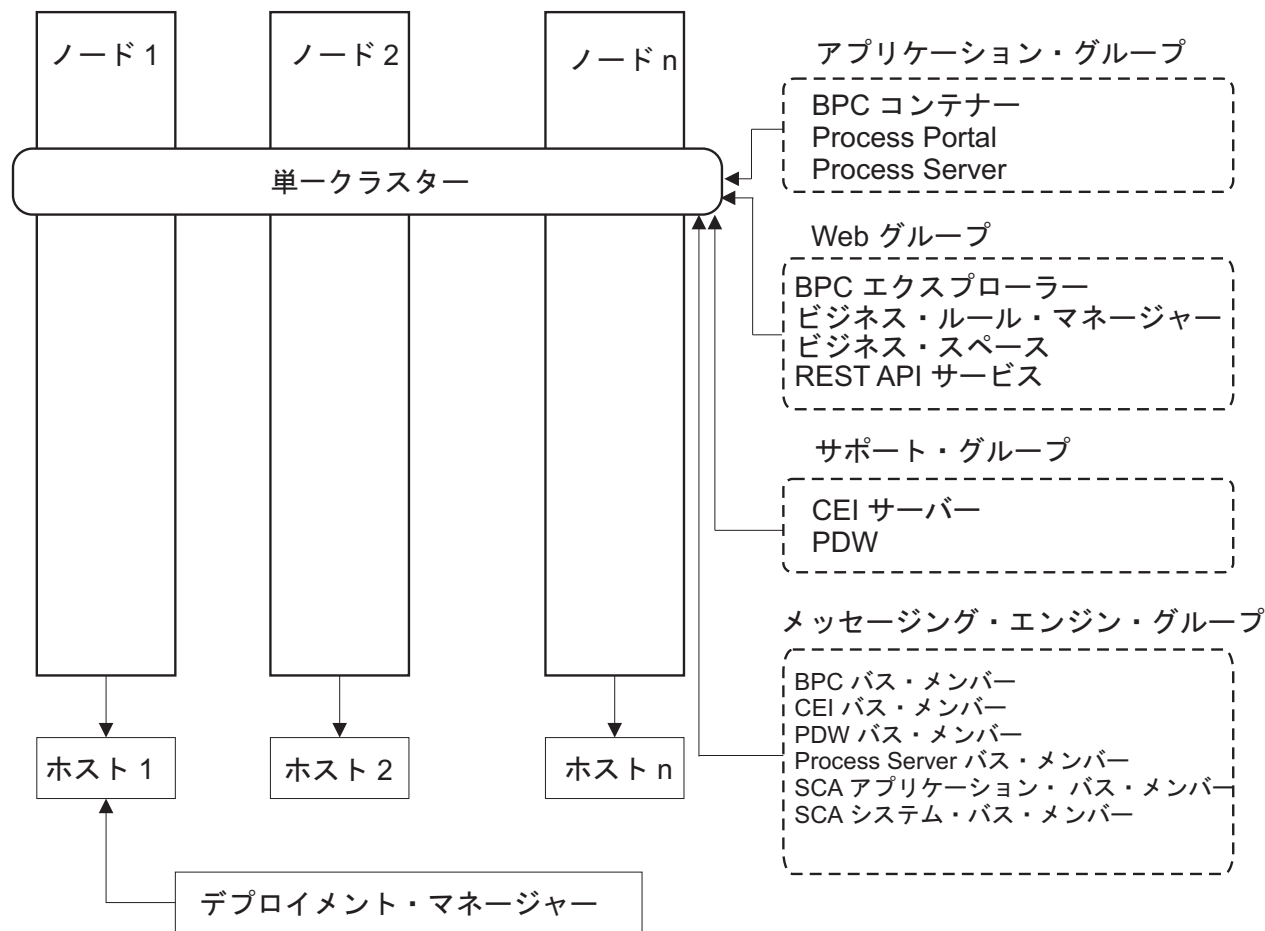 ノード 1
ノード 2
ノード n
単一クラスター
ホスト 1
ホスト 2
ホスト n
デプロイメント・マネージャー
アプリケーション・グループ
BPC コンテナー
Process Portal
Process Server
Web グループ
BPC エクスプローラー
ビジネス・ルール・マネージャー
ビジネス・スペース
REST API サービス
サポート・グループ
CEI サーバー
PDW
メッセージング・エンジン・グループ
BPC バス・メンバー
CEI バス・メンバー
PDW バス・メンバー
Process Server バス・メンバー
SCA アプリケーション・ バス・メンバー
SCA システム・バス・メンバー